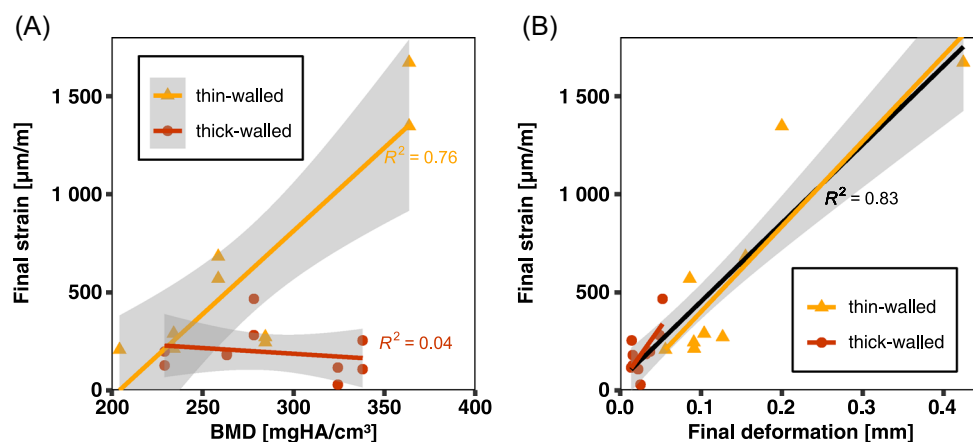 (A)
Final strain [µm/m]
1 500
1 000
500
0
thin-walled
thick-walled
R² = 0.76
R² = 0.04
200
250
300
350
400
BMD [mgHA/cm³]
(B)
Final strain [µm/m]
1 500
1 000
500
0
R² = 0.83
thin-walled
thick-walled
0.0
0.1
0.2
0.3
0.4
Final deformation [mm]